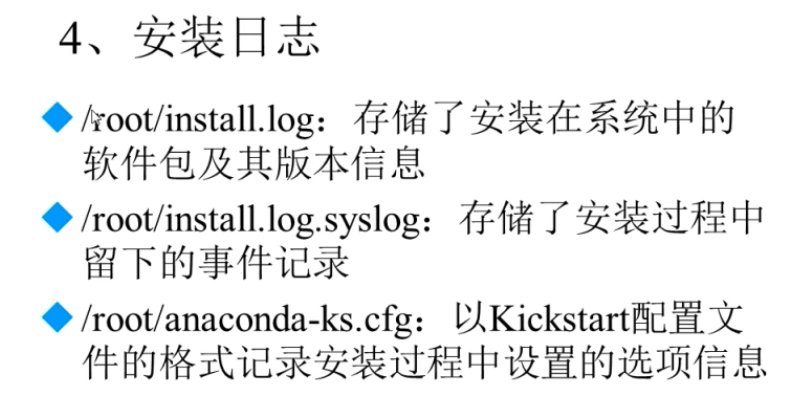 4、安装日志
/root/install.log：存储了安装在系统中的
软件包及其版本信息
/root/install.log.syslog：存储了安装过程中
留下的事件记录
/root/anaconda-ks.cfg：以Kickstart配置文
件的格式记录安装过程中设置的选项信息